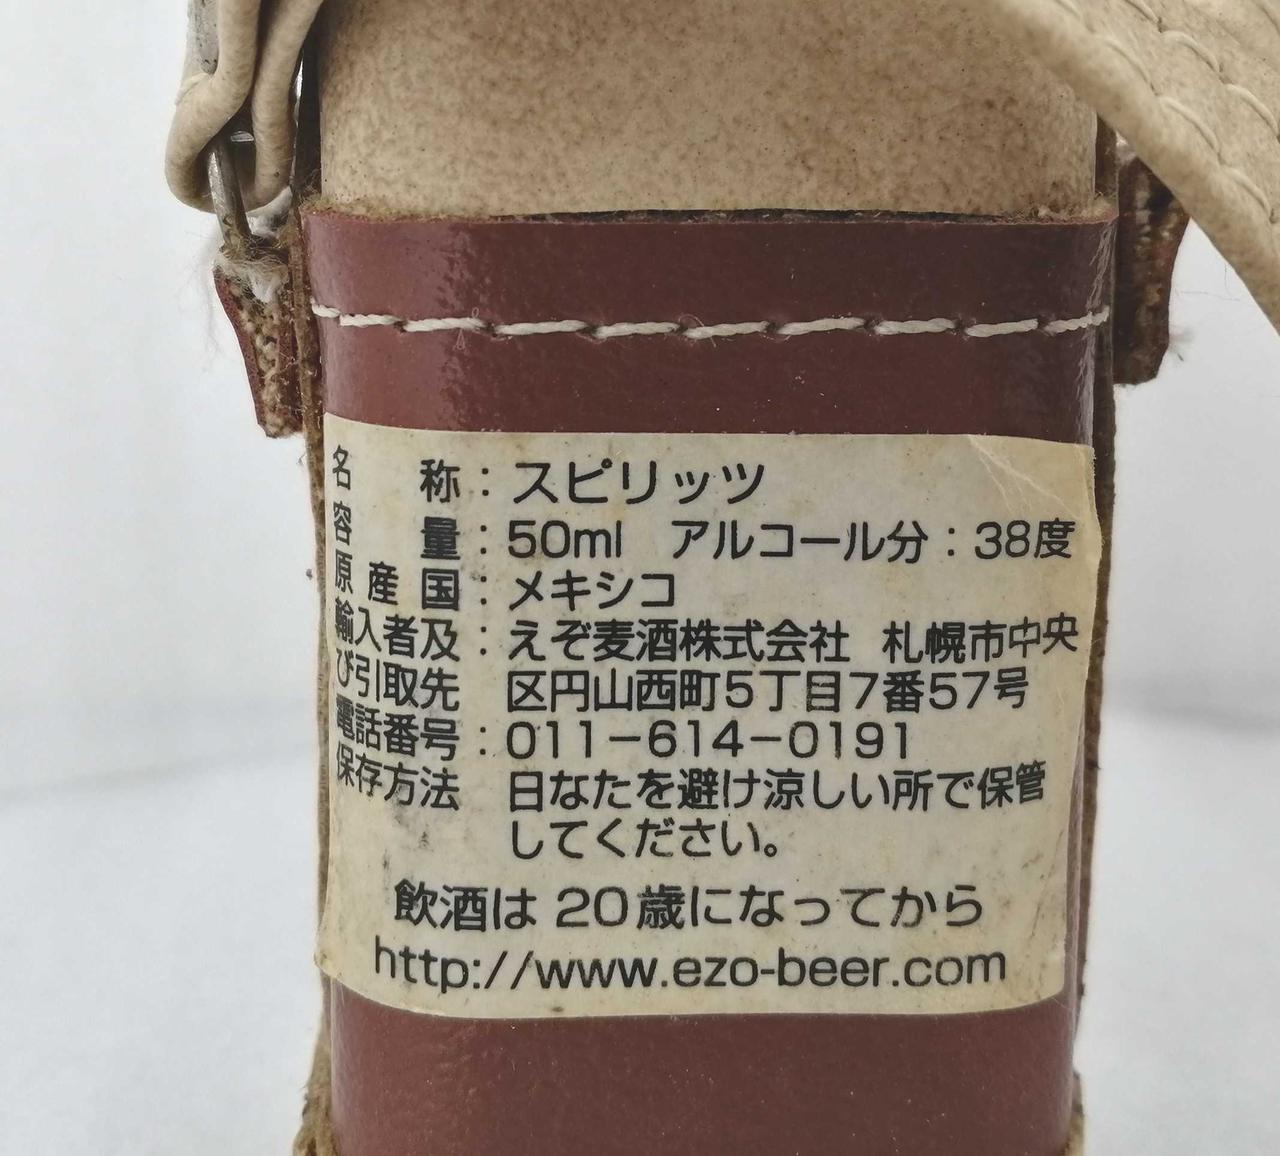 名　称：スピリッツ
容　量：50ml　アルコール分：38度
原産国：メキシコ
輸入者及：えぞ麦酒株式会社　札幌市中央
び引取先　区円山西町5丁目7番57号
電話番号：011−614−0191
保存方法　日なたを避け涼しい所で保管
してください。
飲酒は20歳になってから
http://www.ezo-beer.com